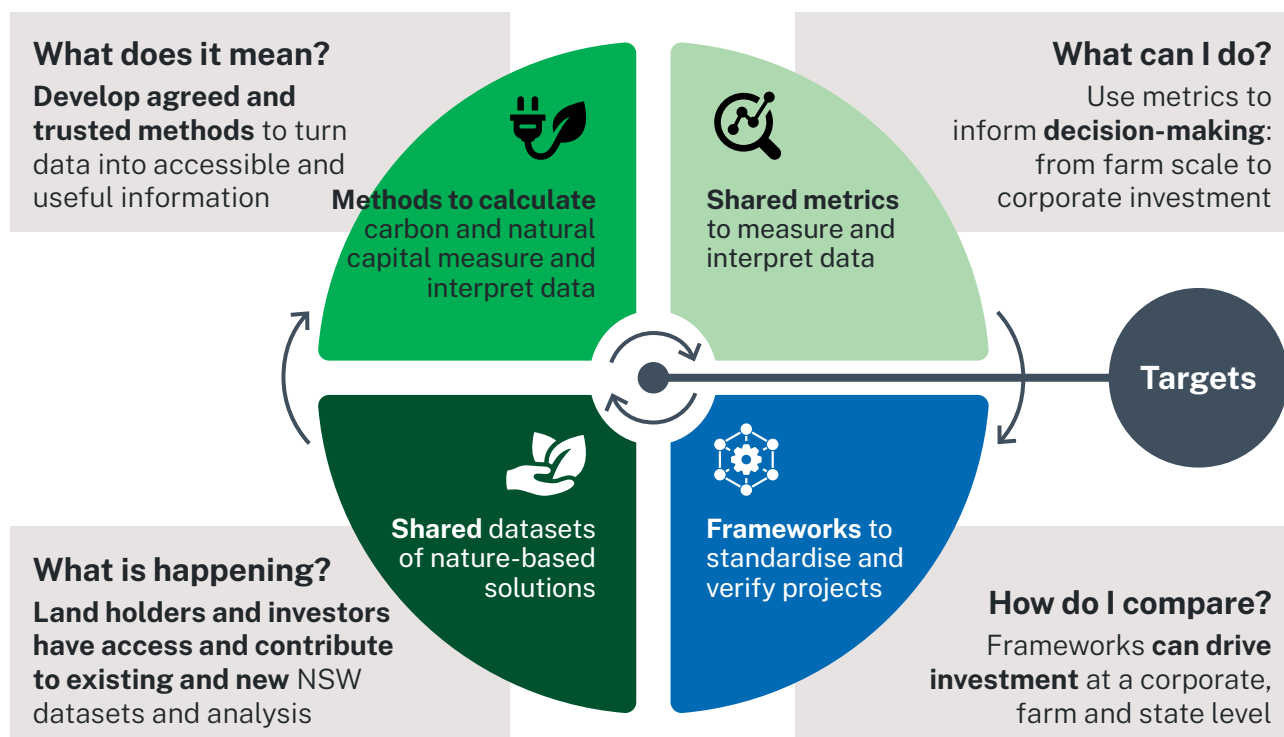 What does it mean?
Develop agreed and
trusted methods to turn
data into accessible and
useful information
Methods to calculate
carbon and natural
capital measure and
interpret data
Shared metrics
to measure and
interpret data
What can I do?
Use metrics to
inform decision-making:
from farm scale to
corporate investment
Targets
What is happening?
Land holders and investors
have access and contribute
to existing and new NSW
datasets and analysis
Shared datasets
of nature-based
solutions
Frameworks to
standardise and
verify projects
How do I compare?
Frameworks can drive
investment at a corporate,
farm and state level